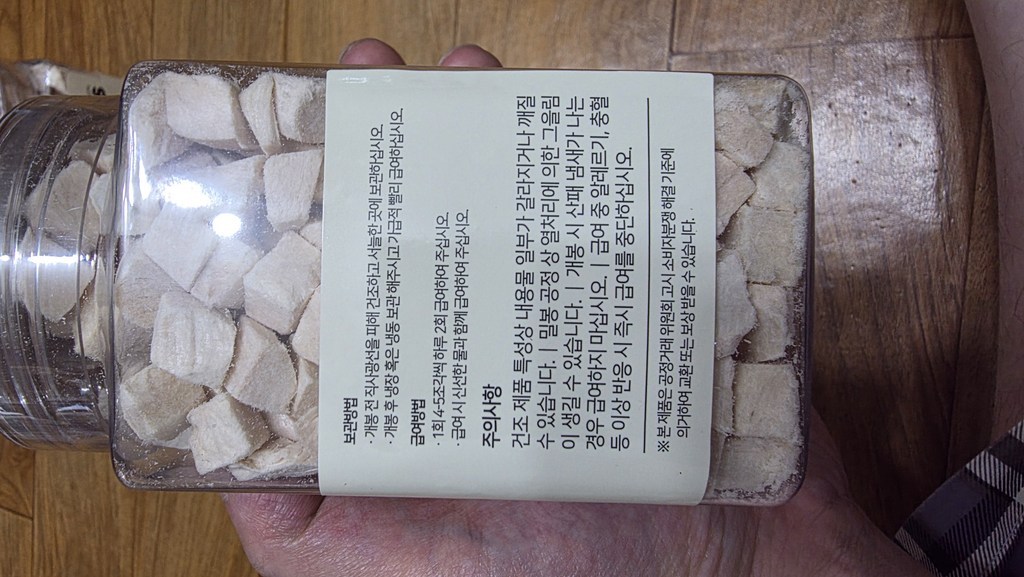 보관방법
· 개봉 전 직사광선을 피해 건조하고 서늘한 곳에 보관하십시오.
· 개봉 후 냉장 혹은 냉동 보관 해주시고 가급적 빨리 급여하십시오.
급여방법
· 1회 4~5조각씩 하루 2회 급여하여 주십시오.
· 급여 시 신선한 물과 함께 급여하여 주십시오.
주의사항
건조 제품 특성상 내용물 일부가 갈라지거나 깨질
수 있습니다. | 밀봉 공정 상 열처리에 의한 그을림
이 생길 수 있습니다. | 개봉 시 산패 냄새가 나는
경우 급여하지 마십시오. | 급여 중 알레르기, 충혈
등 이상 반응 시 즉시 급여를 중단하십시오.
※ 본 제품은 공정거래 위원회 고시 소비자분쟁 해결 기준에
의거하여 교환 또는 보상 받을 수 있습니다.